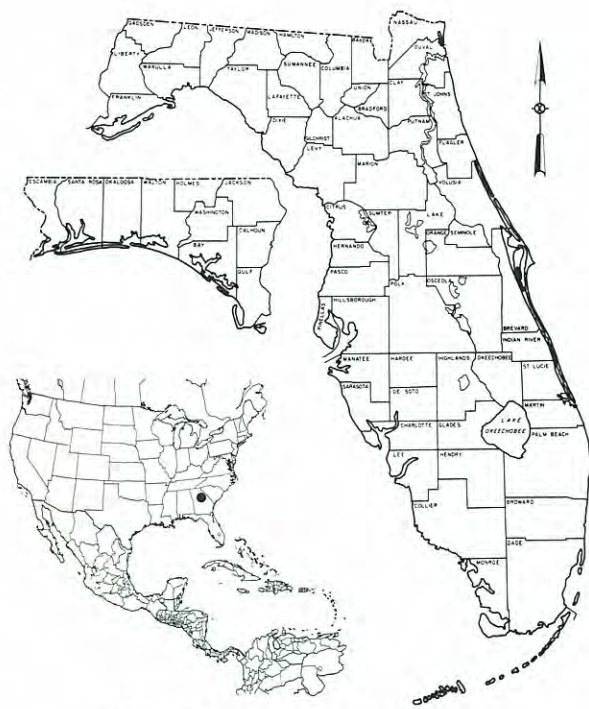 NASSAU
GADSDEN
LEON
JEFFERSON
MADISON
HAMILTON
BAKER
DUVAL
LIBERTY
WAKULLA
TAYLOR
SUWANNEE
COLUMBIA
UNION
CLAY
ST. JOHNS
FRANKLIN
LAFAYETTE
BRADFORD
DIXIE
GILCHRIST
ALACHUA
PUTNAM
LEVY
FLAGLER
MARION
VOLUSIA
ESCAMBIA
SANTA ROSA
OKALOOSA
WALTON
HOLMES
JACKSON
WASHINGTON
BAY
CALHOUN
GULF
CITRUS
SUMTER
LAKE
ORANGE
SEMINOLE
HERNANDO
PASCO
POLK
OSCEOLA
HILLSBOROUGH
PINELLAS
BREVARD
INDIAN RIVER
MANATEE
HARDEE
HIGHLANDS
OKEECHOBEE
ST. LUCIE
SARASOTA
DE SOTO
MARTIN
CHARLOTTE
GLADES
LAKE
OKEECHOBEE
PALM BEACH
LEE
HENDRY
COLLIER
BROWARD
DADE
MONROE